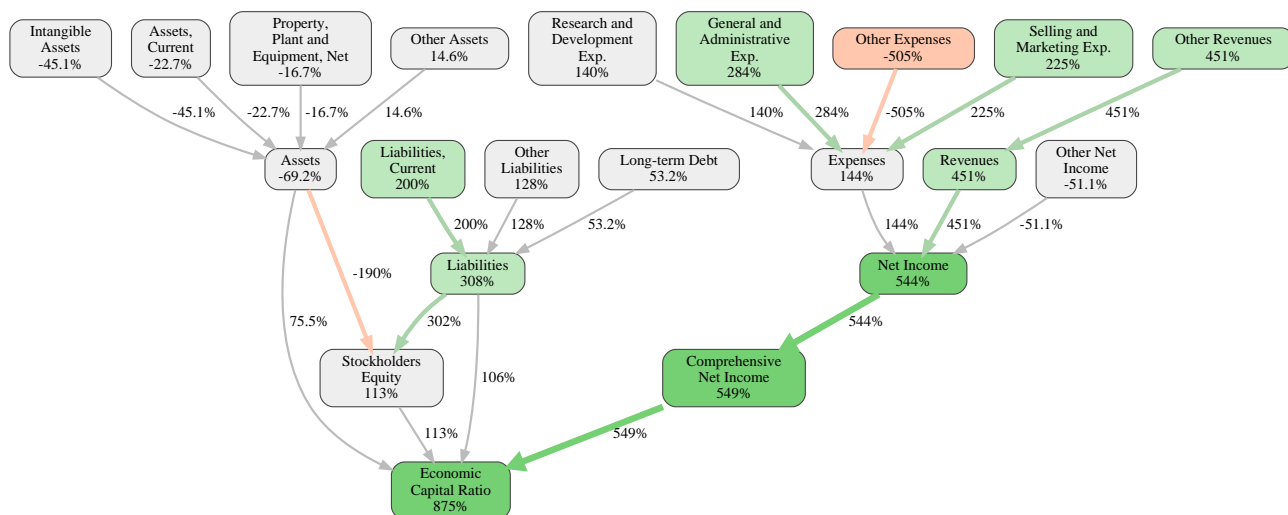 Intangible
Assets
-45.1%
Assets,
Current
-22.7%
Property,
Plant and
Equipment, Net
-16.7%
Other Assets
14.6%
Research and
Development
Exp.
140%
General and
Administrative
Exp.
284%
Other Expenses
-505%
Selling and
Marketing Exp.
225%
Other Revenues
451%
-45.1%
-22.7%
-16.7%
14.6%
140%
284%
-505%
225%
451%
Assets
-69.2%
Liabilities,
Current
200%
Other
Liabilities
128%
Long-term Debt
53.2%
Expenses
144%
Revenues
451%
Other Net
Income
-51.1%
200%
128%
53.2%
144%
451%
-51.1%
-190%
Liabilities
308%
Net Income
544%
75.5%
302%
544%
Stockholders
Equity
113%
106%
Comprehensive
Net Income
549%
113%
549%
Economic
Capital Ratio
875%